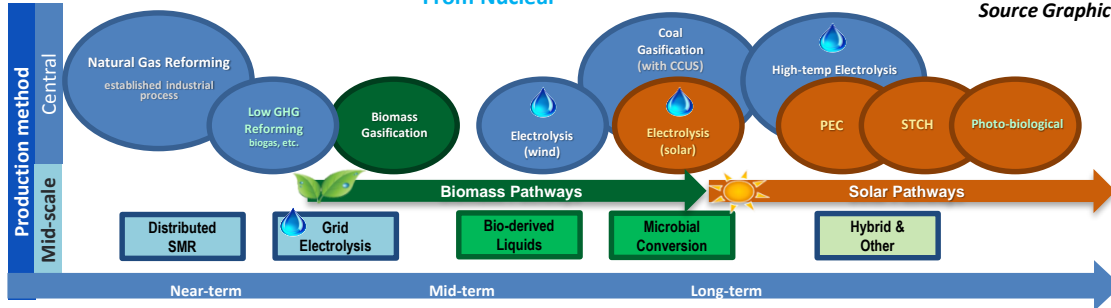 From Nuclear
Source Graphic
Production method
Central
Mid-scale
Natural Gas Reforming
established industrial
process
Low GHG
Reforming
biogas, etc.
Biomass
Gasification
Electrolysis
(wind)
Coal
Gasification
(with CCUS)
Electrolysis
(solar)
High-temp Electrolysis
PEC
STCH
Photo-biological
Biomass Pathways
Solar Pathways
Distributed
SMR
Grid
Electrolysis
Bio-derived
Liquids
Microbial
Conversion
Hybrid &
Other
Near-term
Mid-term
Long-term